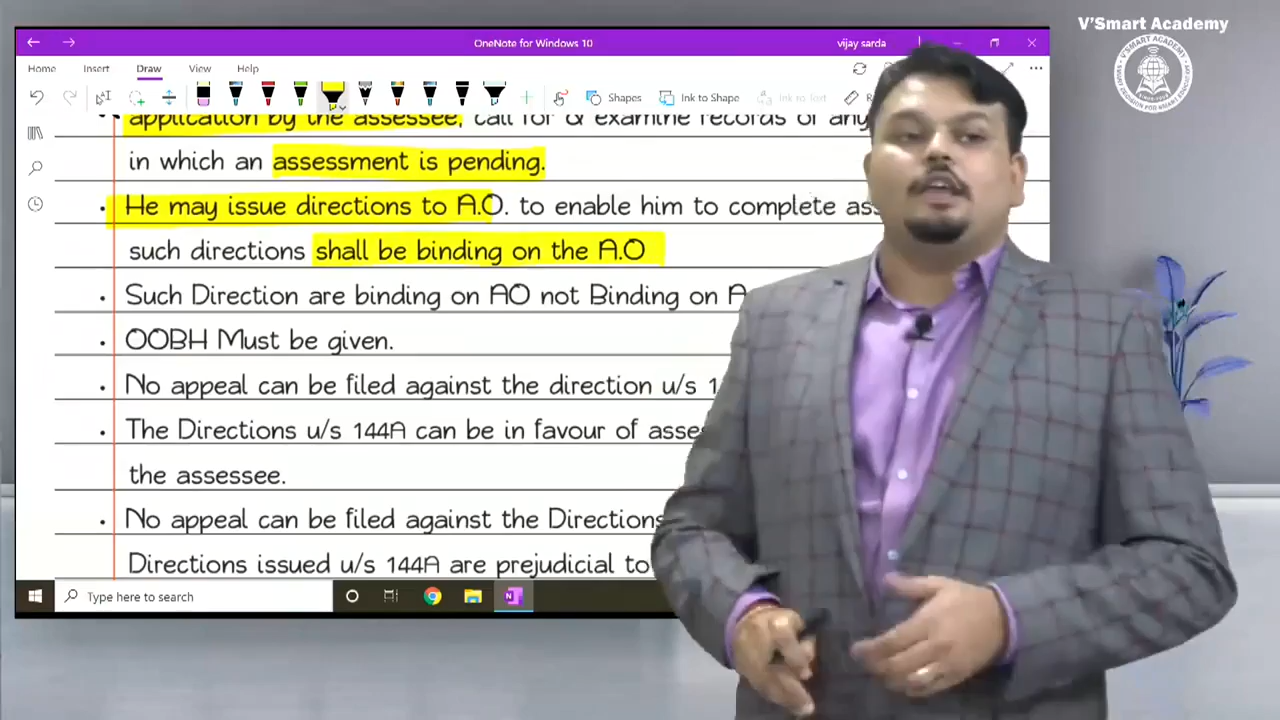 V'Smart Academy
OneNote for Windows 10
vijay sarda
Home Insert Draw View Help
Shapes Ink to Shape Ink to
application by the assessee, call for & examine records of any
in which an assessment is pending.
• He may issue directions to A.O. to enable him to complete
such directions shall be binding on the A.O
• Such Direction are binding on AO not Binding on
• OOBH Must be given.
• No appeal can be filed against the direction u/s
• The Directions u/s 144A can be in favour of
the assessee.
• No appeal can be filed against the Directions
Directions issued u/s 144A are prejudicial to
Type here to search